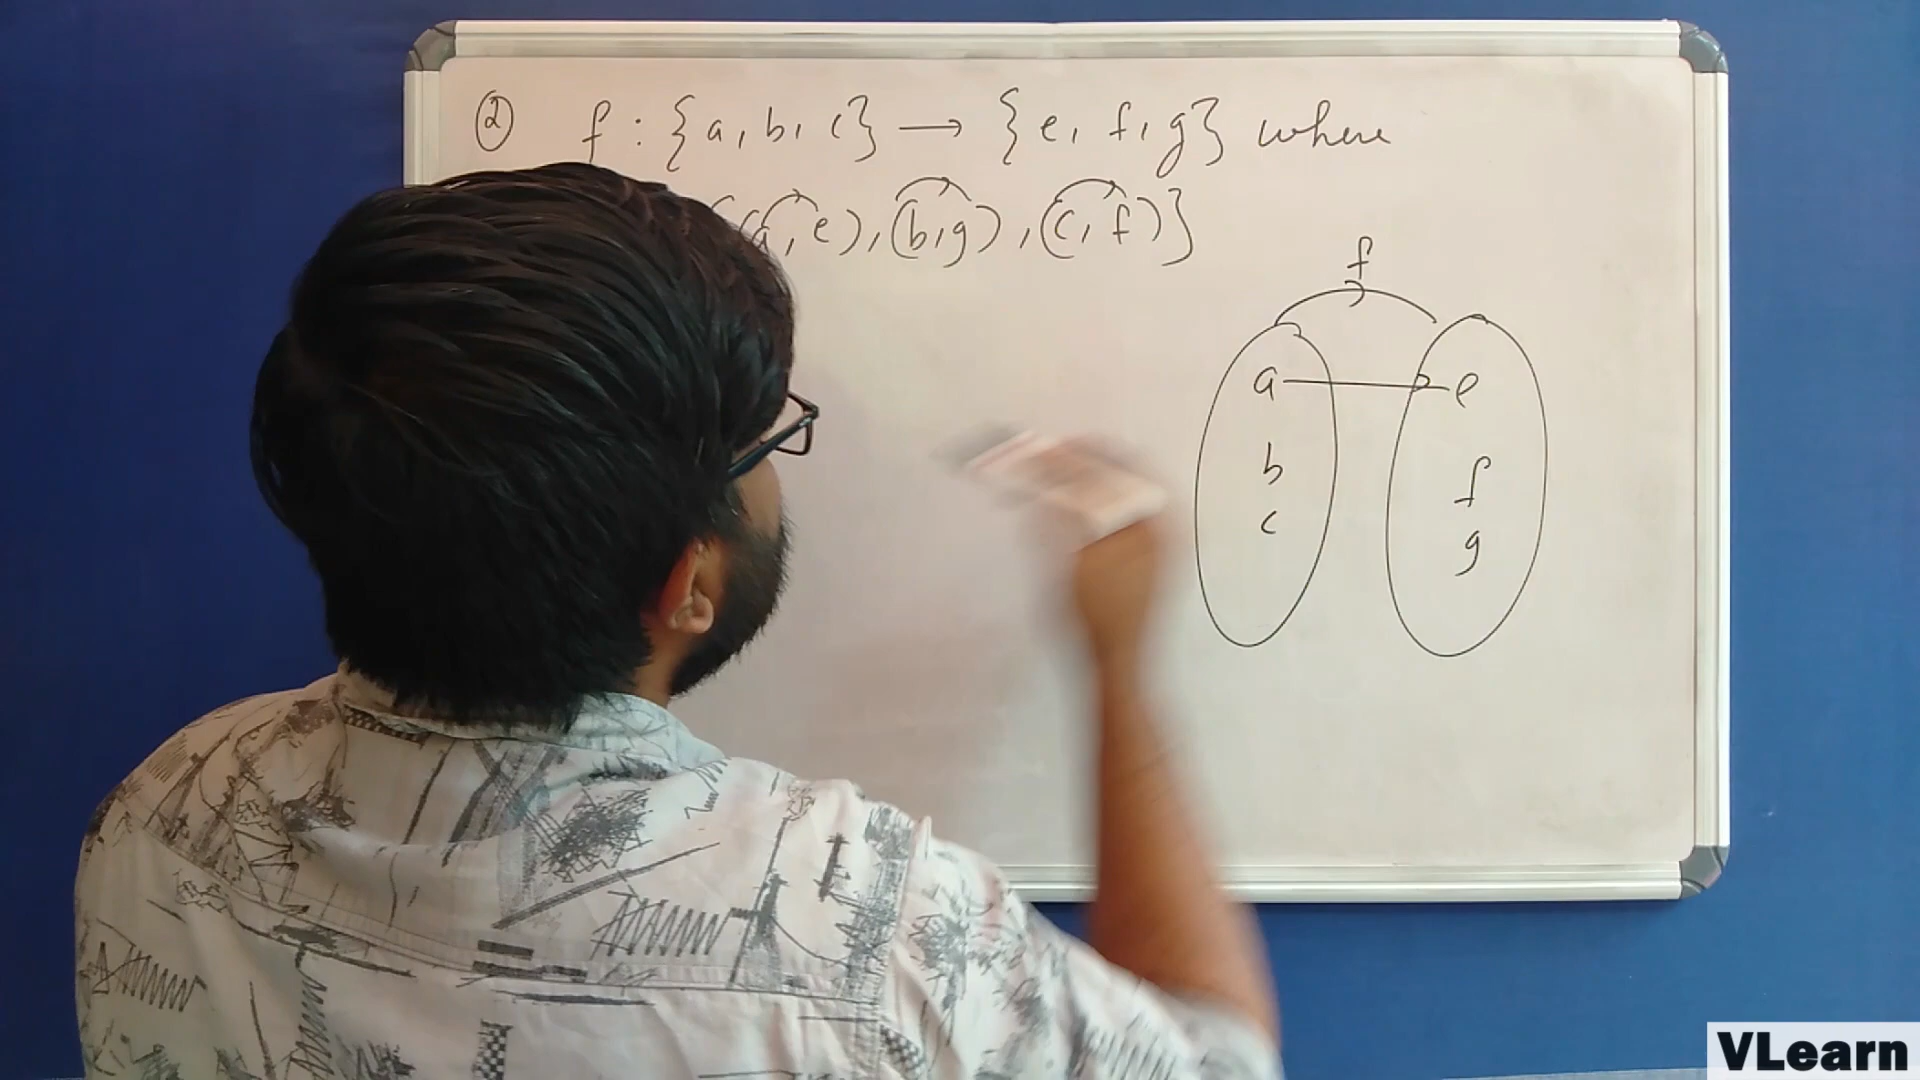 ② f : {a, b, c} → {e, f, g} where
(a, e), (b, g), (c, f)}
f
a e
b f
c g
VLearn